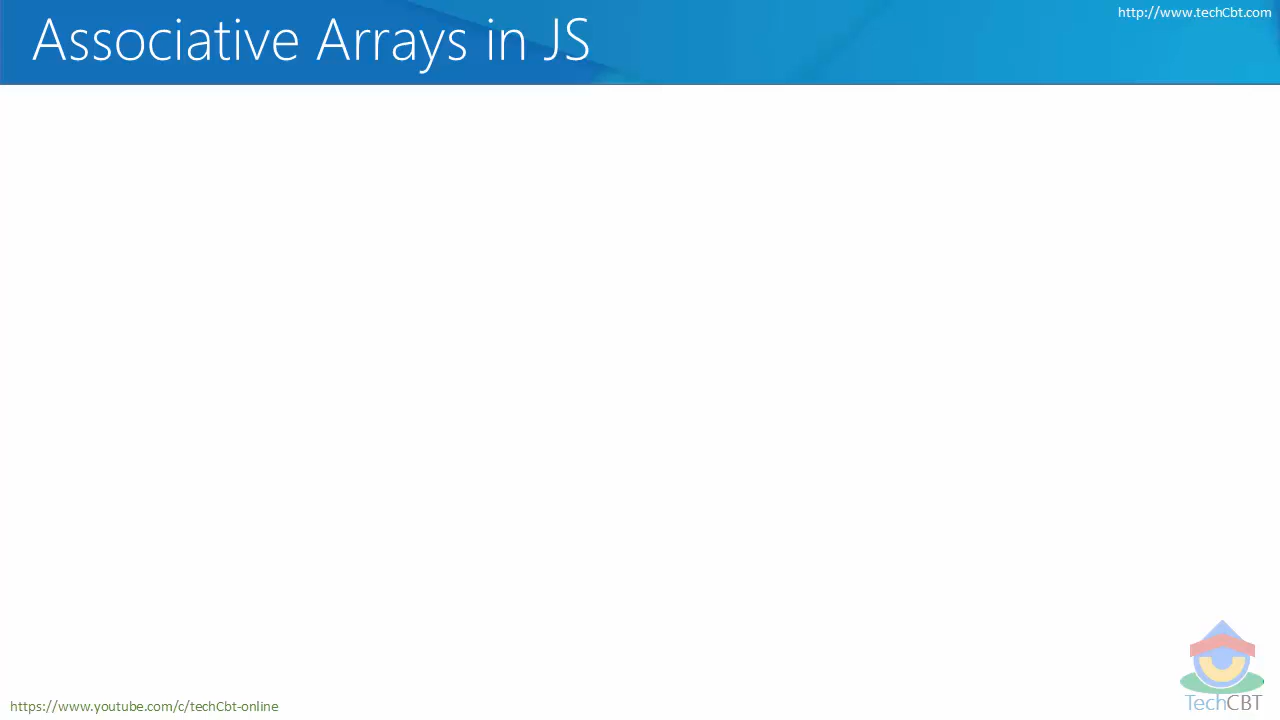 Associative Arrays in JS
http://www.techCbt.com
TechCBT
https://www.youtube.com/c/techCbt-online